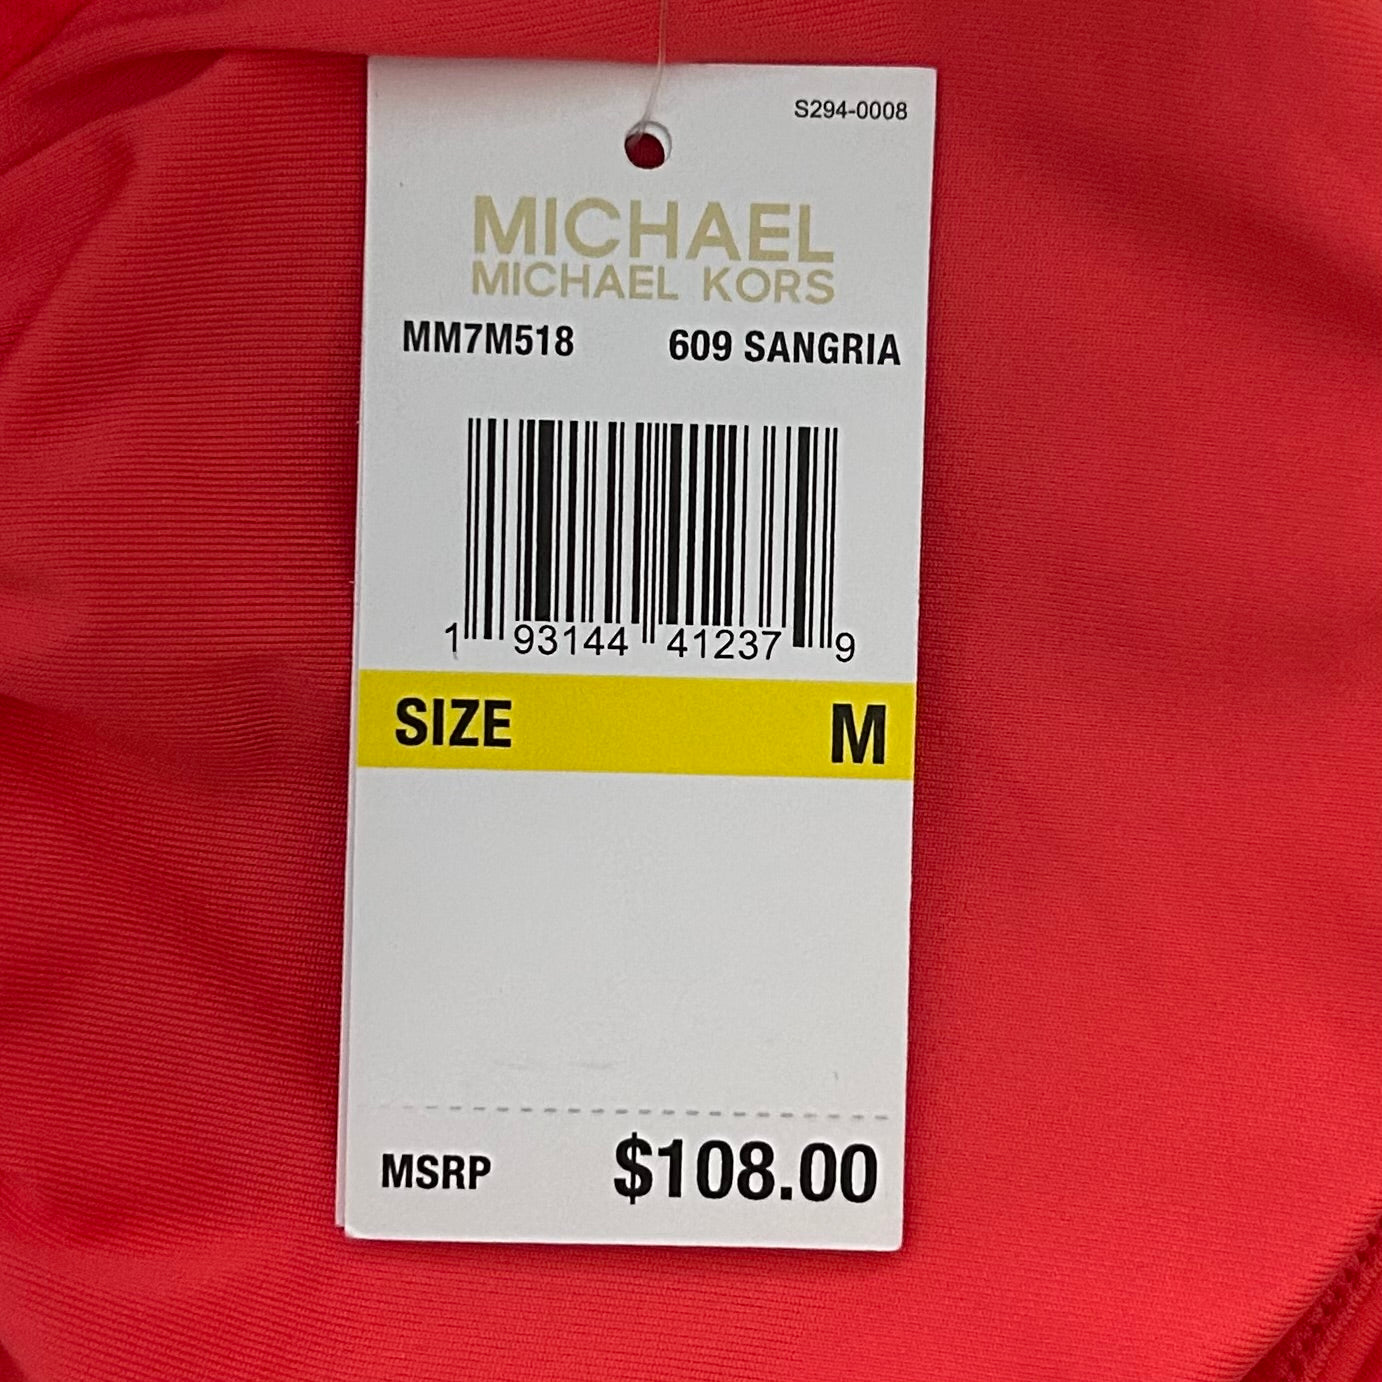 S294-0008
MICHAEL
MICHAEL KORS
MM7M518 609 SANGRIA
1 93144 41237 9
SIZE M
MSRP $108.00